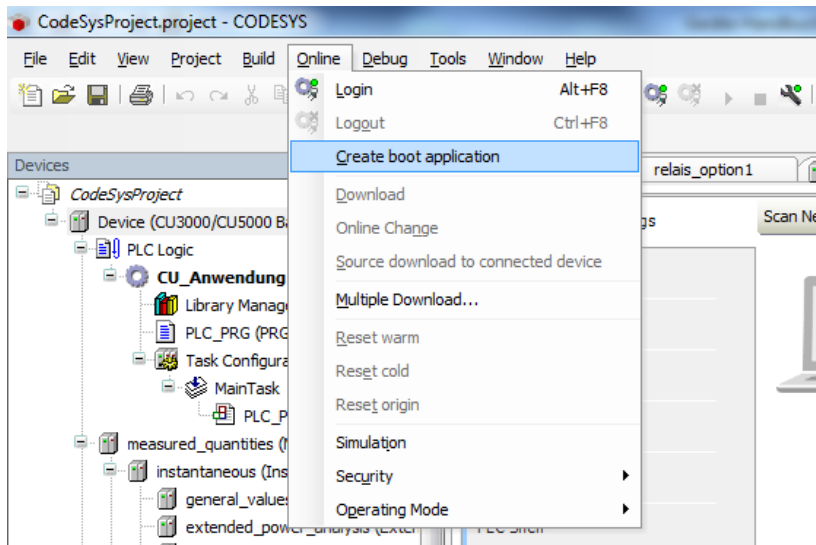 CodeSysProject.project - CODESYS
File Edit View Project Build Online Debug Tools Window Help
Login Alt+F8
Logout Ctrl+F8
Create boot application
Download
Online Change
Source download to connected device
Multiple Download...
Reset warm
Reset cold
Reset origin
Simulation
Security
Operating Mode
Devices
CodeSysProject
Device (CU3000/CU5000 B
PLC Logic
CU_Anwendung
Library Manag
PLC_PRG (PRG
Task Configura
MainTask
PLC_P
measured_quantities (
instantaneous (Ins
general_value
extended_power_analysis (Exter
relais_option1
gs
Scan Ne
PLC Shell